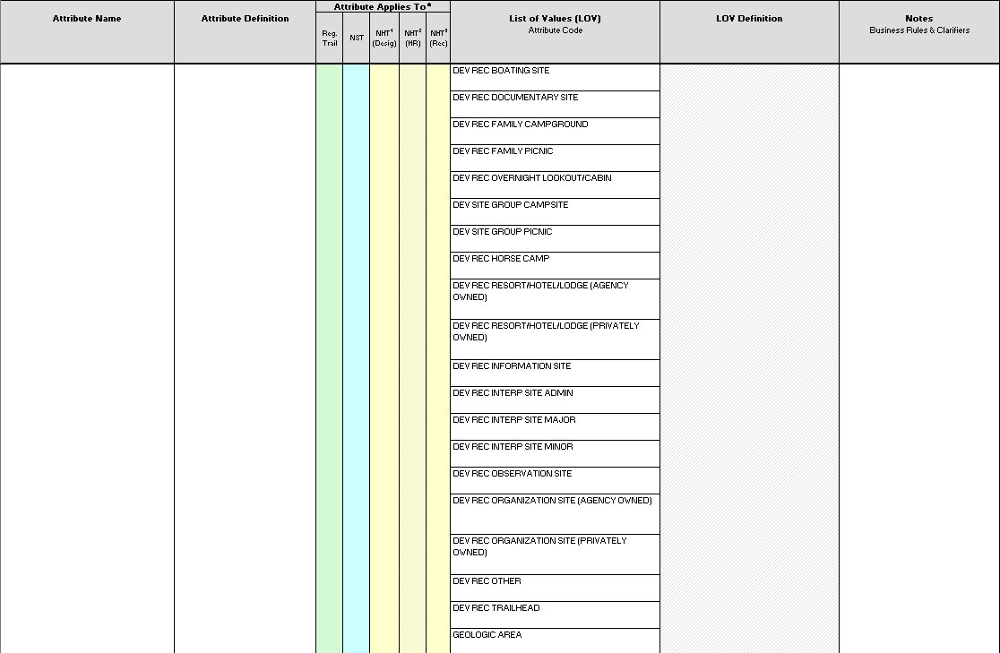 Attribute Name
Attribute Definition
Attribute Applies To
Reg.
Trail
NST
NHT¹
(Desig)
NHT²
(HR)
NHT³
(Rec)
List of Values (LOV)
Attribute Code
LOV Definition
Notes
Business Rules & Clarifiers
DEV REC BOATING SITE
DEV REC DOCUMENTARY SITE
DEV REC FAMILY CAMPGROUND
DEV REC FAMILY PICNIC
DEV REC OVERNIGHT LOOKOUT/CABIN
DEV SITE GROUP CAMPSITE
DEV SITE GROUP PICNIC
DEV REC HORSE CAMP
DEV REC RESORT/HOTEL/LODGE (AGENCY
OWNED)
DEV REC RESORT/HOTEL/LODGE (PRIVATELY
OWNED)
DEV REC INFORMATION SITE
DEV REC INTERP SITE ADMIN
DEV REC INTERP SITE MAJOR
DEV REC INTERP SITE MINOR
DEV REC OBSERVATION SITE
DEV REC ORGANIZATION SITE (AGENCY OWNED)
DEV REC ORGANIZATION SITE (PRIVATELY
OWNED)
DEV REC OTHER
DEV REC TRAILHEAD
GEOLOGIC AREA